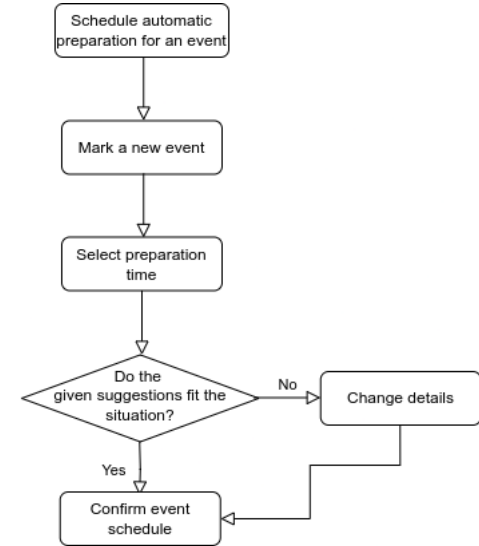 Schedule automatic
preparation for an event
Mark a new event
Select preparation
time
Do the
given suggestions fit the
situation?
No
Change details
Yes
Confirm event
schedule